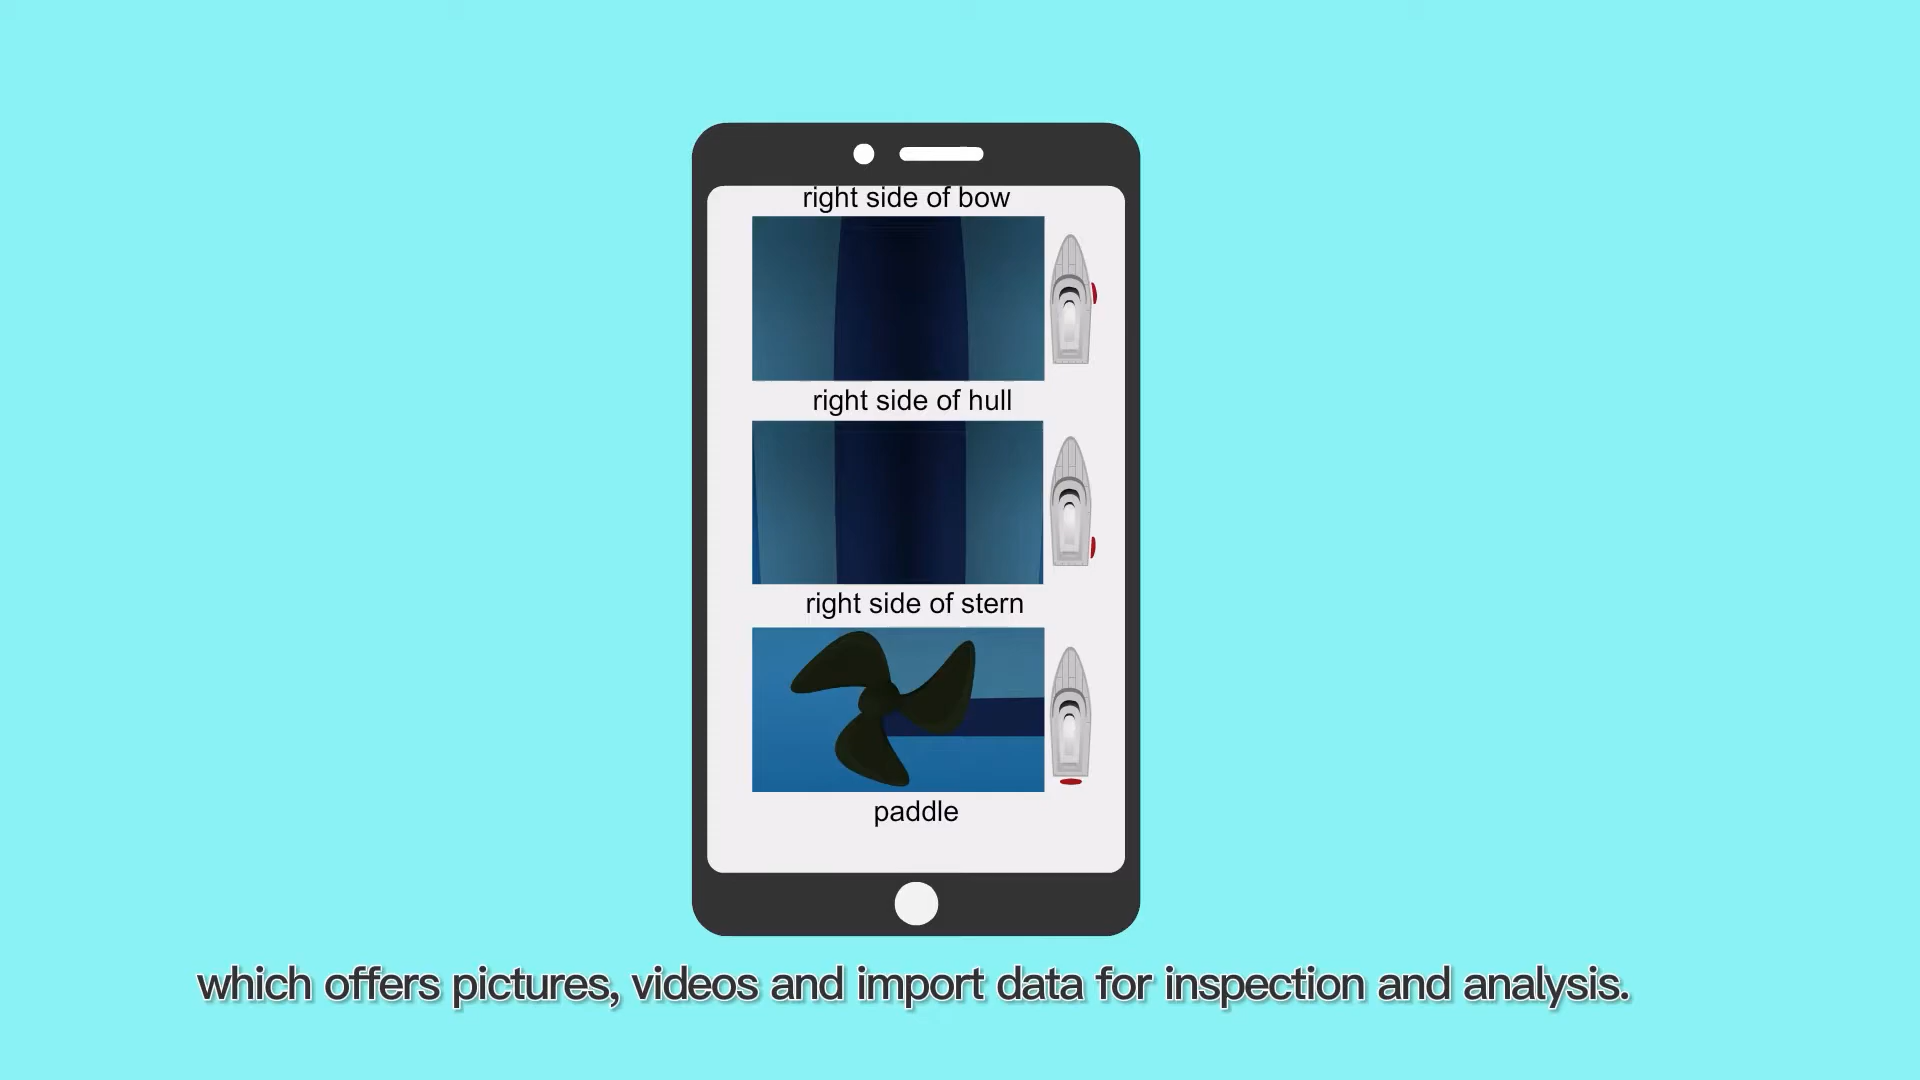 right side of bow
right side of hull
right side of stern
paddle
which offers pictures, videos and import data for inspection and analysis.